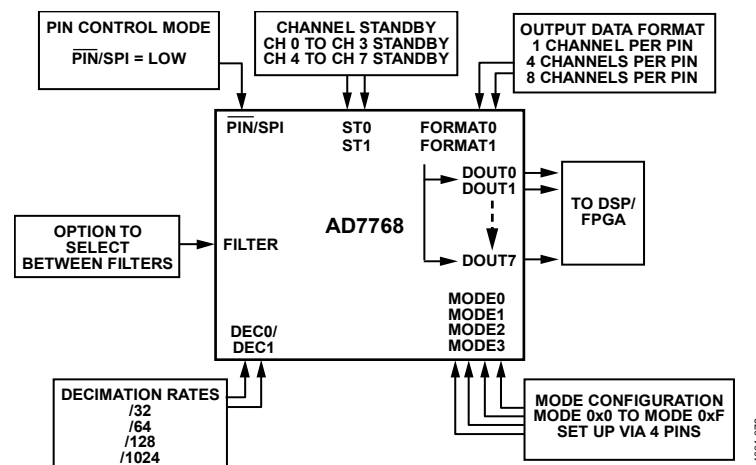 PIN CONTROL MODE
PIN/SPI = LOW
CHANNEL STANDBY
CH 0 TO CH 3 STANDBY
CH 4 TO CH 7 STANDBY
OUTPUT DATA FORMAT
1 CHANNEL PER PIN
4 CHANNELS PER PIN
8 CHANNELS PER PIN
PIN/SPI
ST0
ST1
FORMAT0
FORMAT1
DOUT0
DOUT1
DOUT7
TO DSP/
FPGA
AD7768
OPTION TO
SELECT
BETWEEN FILTERS
FILTER
DEC0/
DEC1
MODE0
MODE1
MODE2
MODE3
DECIMATION RATES
/32
/64
/128
/1024
MODE CONFIGURATION
MODE 0x0 TO MODE 0xF
SET UP VIA 4 PINS